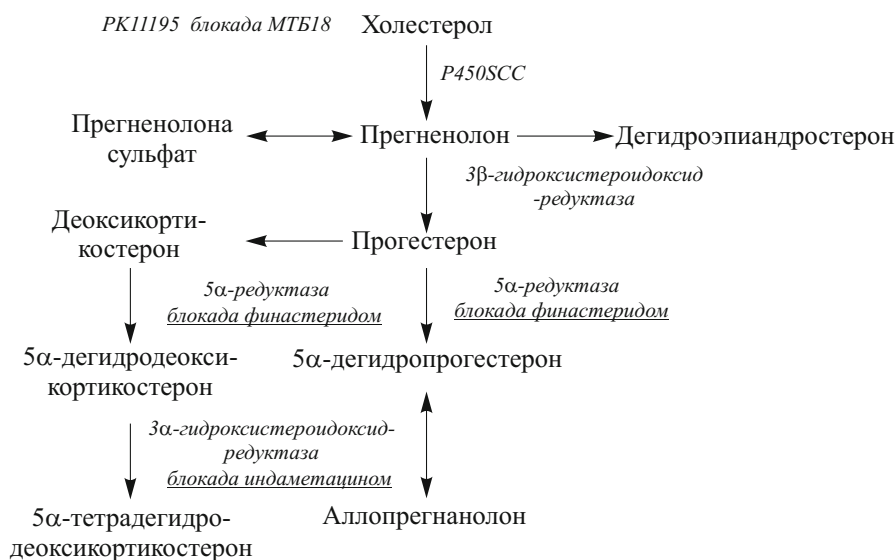 PK11195 блокада МТБ18
Холестерол
P450SCC
Прегненолона
сульфат
Прегненолон
Дегидроэпиандростерон
3β-гидроксистероидоксид
-редуктаза
Деоксикорти-
костерон
Прогестерон
5α-редуктаза
блокада финастеридом
5α-редуктаза
блокада финастеридом
5α-дегидродеокси-
кортикостерон
5α-дегидропрогестерон
3α-гидроксистероидоксид-
редуктаза
блокада индаметацином
5α-тетрадегидро-
деоксикортикостерон
Аллопрегнанолон